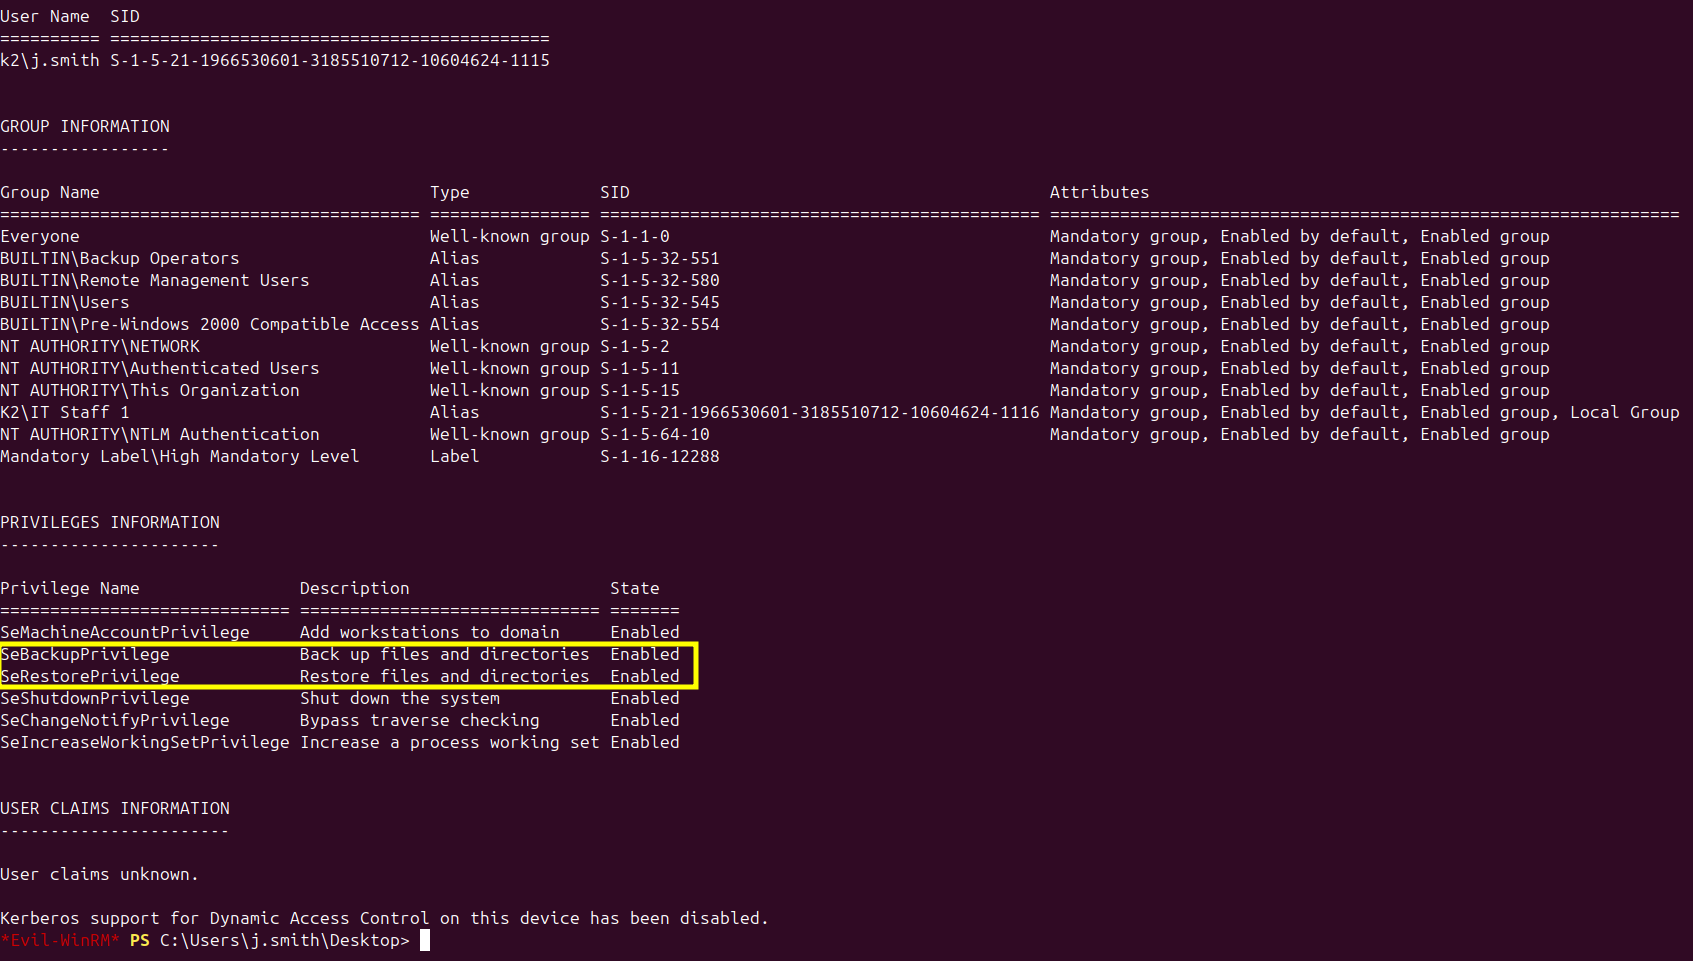 User Name  SID
========== ============================================
k2\j.smith S-1-5-21-1966530601-3185510712-10604624-1115
GROUP INFORMATION
-----------------
Group Name                                 Type             SID                                          Attributes
========================================== ================ ============================================ ===============================================================
Everyone                                   Well-known group S-1-1-0                                      Mandatory group, Enabled by default, Enabled group
BUILTIN\Backup Operators                   Alias            S-1-5-32-551                                 Mandatory group, Enabled by default, Enabled group
BUILTIN\Remote Management Users            Alias            S-1-5-32-580                                 Mandatory group, Enabled by default, Enabled group
BUILTIN\Users                              Alias            S-1-5-32-545                                 Mandatory group, Enabled by default, Enabled group
BUILTIN\Pre-Windows 2000 Compatible Access Alias            S-1-5-32-554                                 Mandatory group, Enabled by default, Enabled group
NT AUTHORITY\NETWORK                       Well-known group S-1-5-2                                      Mandatory group, Enabled by default, Enabled group
NT AUTHORITY\Authenticated Users           Well-known group S-1-5-11                                     Mandatory group, Enabled by default, Enabled group
NT AUTHORITY\This Organization             Well-known group S-1-5-15                                     Mandatory group, Enabled by default, Enabled group
K2\IT Staff 1                              Alias            S-1-5-21-1966530601-3185510712-10604624-1116 Mandatory group, Enabled by default, Enabled group, Local Group
NT AUTHORITY\NTLM Authentication           Well-known group S-1-5-64-10                                  Mandatory group, Enabled by default, Enabled group
Mandatory Label\High Mandatory Level       Label            S-1-16-12288
PRIVILEGES INFORMATION
----------------------
Privilege Name                Description                    State
============================= ============================== =======
SeMachineAccountPrivilege     Add workstations to domain     Enabled
SeBackupPrivilege             Back up files and directories  Enabled
SeRestorePrivilege            Restore files and directories  Enabled
SeShutdownPrivilege           Shut down the system           Enabled
SeChangeNotifyPrivilege       Bypass traverse checking       Enabled
SeIncreaseWorkingSetPrivilege Increase a process working set Enabled
USER CLAIMS INFORMATION
-----------------------
User claims unknown.
Kerberos support for Dynamic Access Control on this device has been disabled.
*Evil-WinRM* PS C:\Users\j.smith\Desktop>